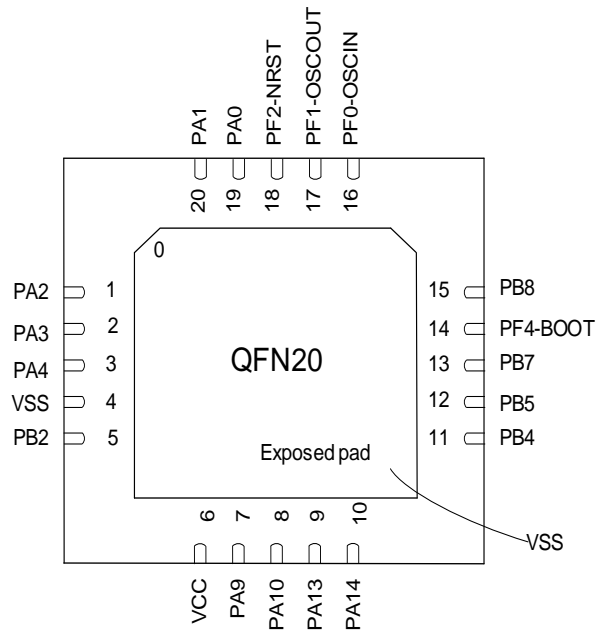 PA1
PA0
PF2-NRST
PF1-OSCOUT
PF0-OSCIN
20
19
18
17
16
0
PA2 1
PA3 2
PA4 3
VSS 4
PB2 5
15 PB8
14 PF4-BOOT
13 PB7
12 PB5
11 PB4
QFN20
Exposed pad
VSS
6
7
8
9
10
VCC
PA9
PA10
PA13
PA14